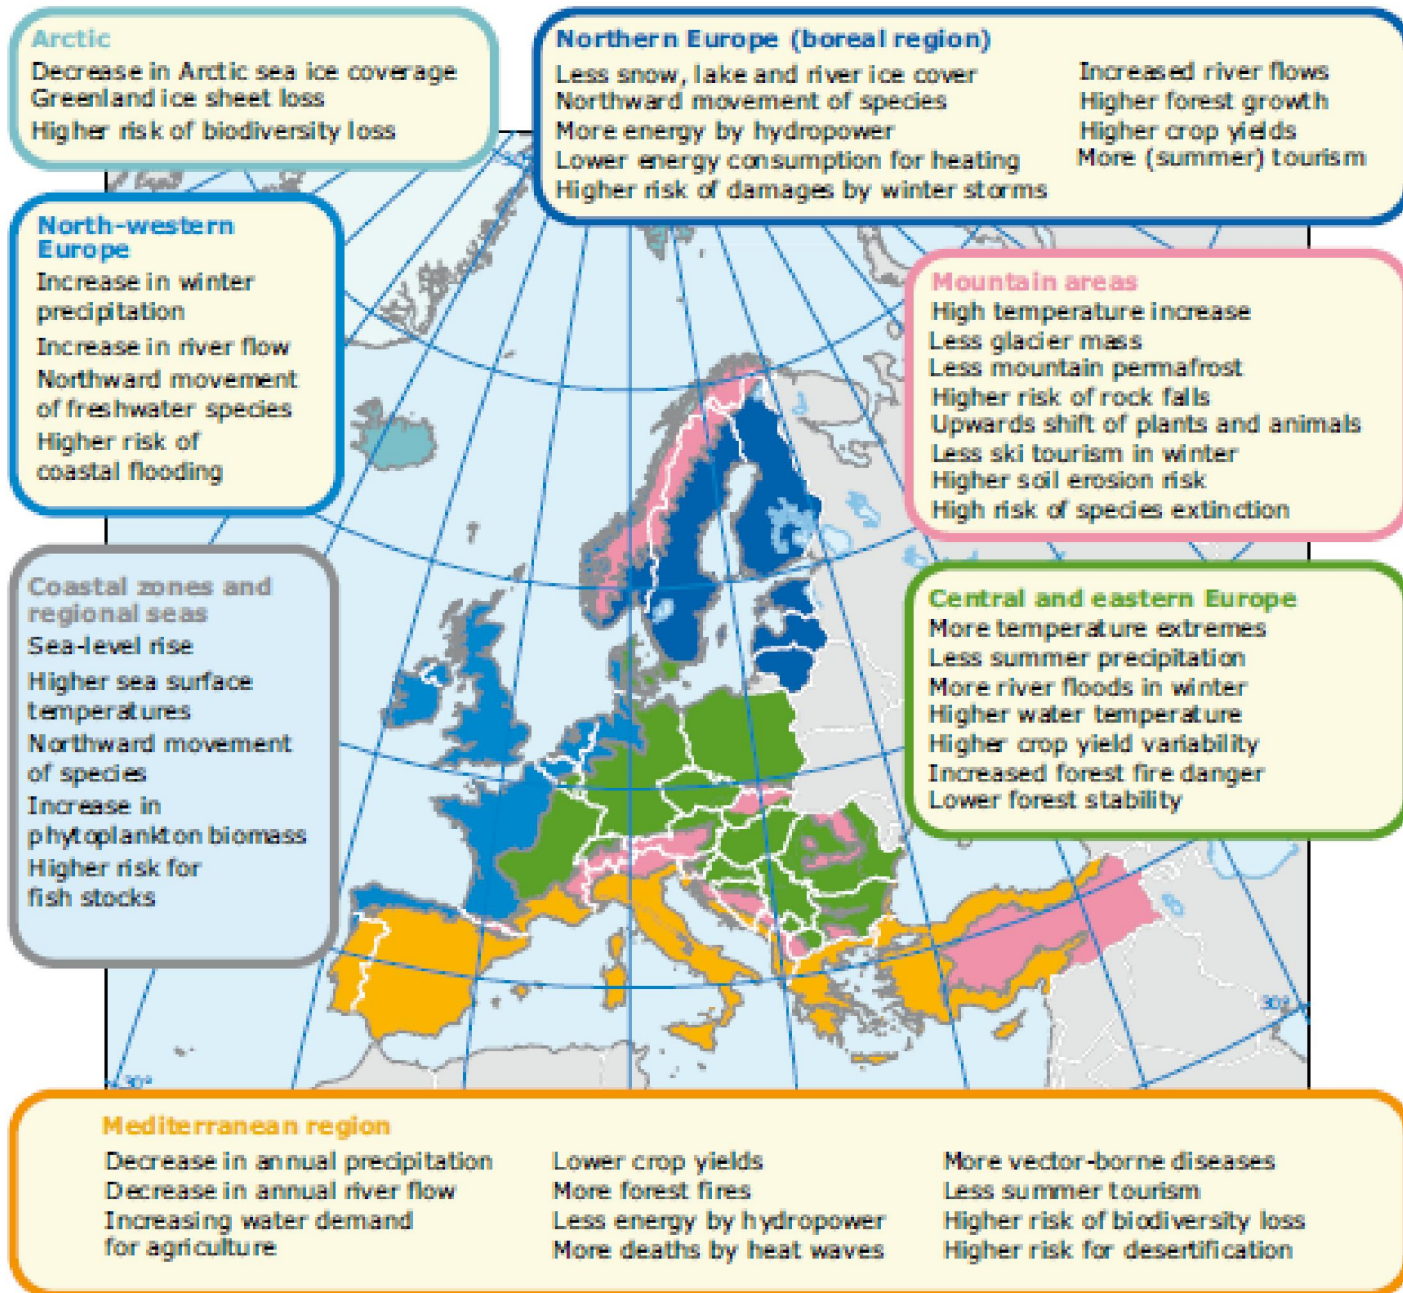 Arctic
Decrease in Arctic sea ice coverage
Greenland ice sheet loss
Higher risk of biodiversity loss
Northern Europe (boreal region)
Less snow, lake and river ice cover
Northward movement of species
More energy by hydropower
Lower energy consumption for heating
Higher risk of damages by winter storms
Increased river flows
Higher forest growth
Higher crop yields
More (summer) tourism
North-western
Europe
Increase in winter
precipitation
Increase in river flow
Northward movement
of freshwater species
Higher risk of
coastal flooding
Mountain areas
High temperature increase
Less glacier mass
Less mountain permafrost
Higher risk of rock falls
Upwards shift of plants and animals
Less ski tourism in winter
Higher soil erosion risk
High risk of species extinction
Coastal zones and
regional seas
Sea-level rise
Higher sea surface
temperatures
Northward movement
of species
Increase in
phytoplankton biomass
Higher risk for
fish stocks
Central and eastern Europe
More temperature extremes
Less summer precipitation
More river floods in winter
Higher water temperature
Higher crop yield variability
Increased forest fire danger
Lower forest stability
30°
30°
Mediterranean region
Decrease in annual precipitation
Decrease in annual river flow
Increasing water demand
for agriculture
Lower crop yields
More forest fires
Less energy by hydropower
More deaths by heat waves
More vector-borne diseases
Less summer tourism
Higher risk of biodiversity loss
Higher risk for desertification